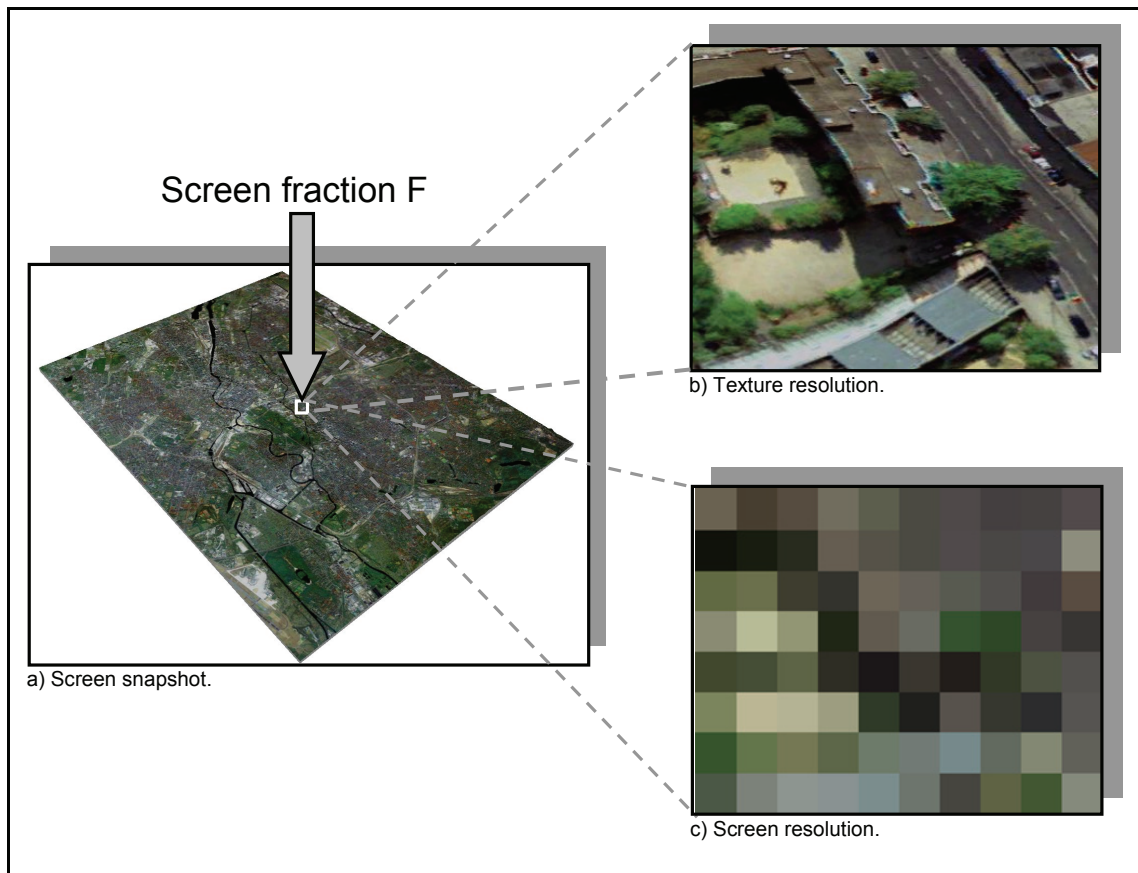 Screen fraction F
a) Screen snapshot.
b) Texture resolution.
c) Screen resolution.